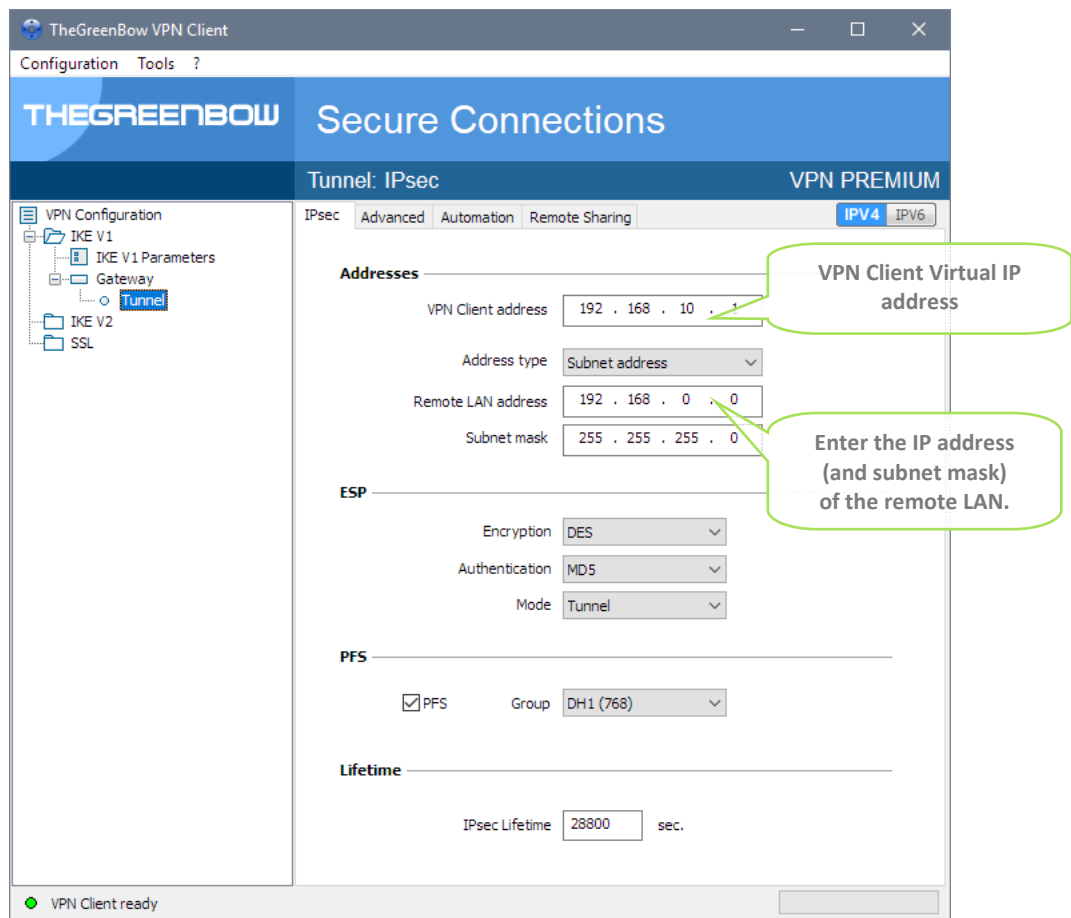 TheGreenBow VPN Client
Configuration Tools ?
THEGREENBOW
Secure Connections
Tunnel: IPsec
VPN PREMIUM
VPN Configuration
IKE V1
IKE V1 Parameters
Gateway
Tunnel
IKE V2
SSL
IPsec Advanced Automation Remote Sharing
IPV4 IPV6
Addresses
VPN Client address 192 . 168 . 10 . 1
VPN Client Virtual IP
address
Address type Subnet address
Remote LAN address 192 . 168 . 0 . 0
Subnet mask 255 . 255 . 255 . 0
Enter the IP address
(and subnet mask)
of the remote LAN.
ESP
Encryption DES
Authentication MD5
Mode Tunnel
PFS
PFS Group DH1 (768)
Lifetime
IPsec Lifetime 28800 sec.
VPN Client ready